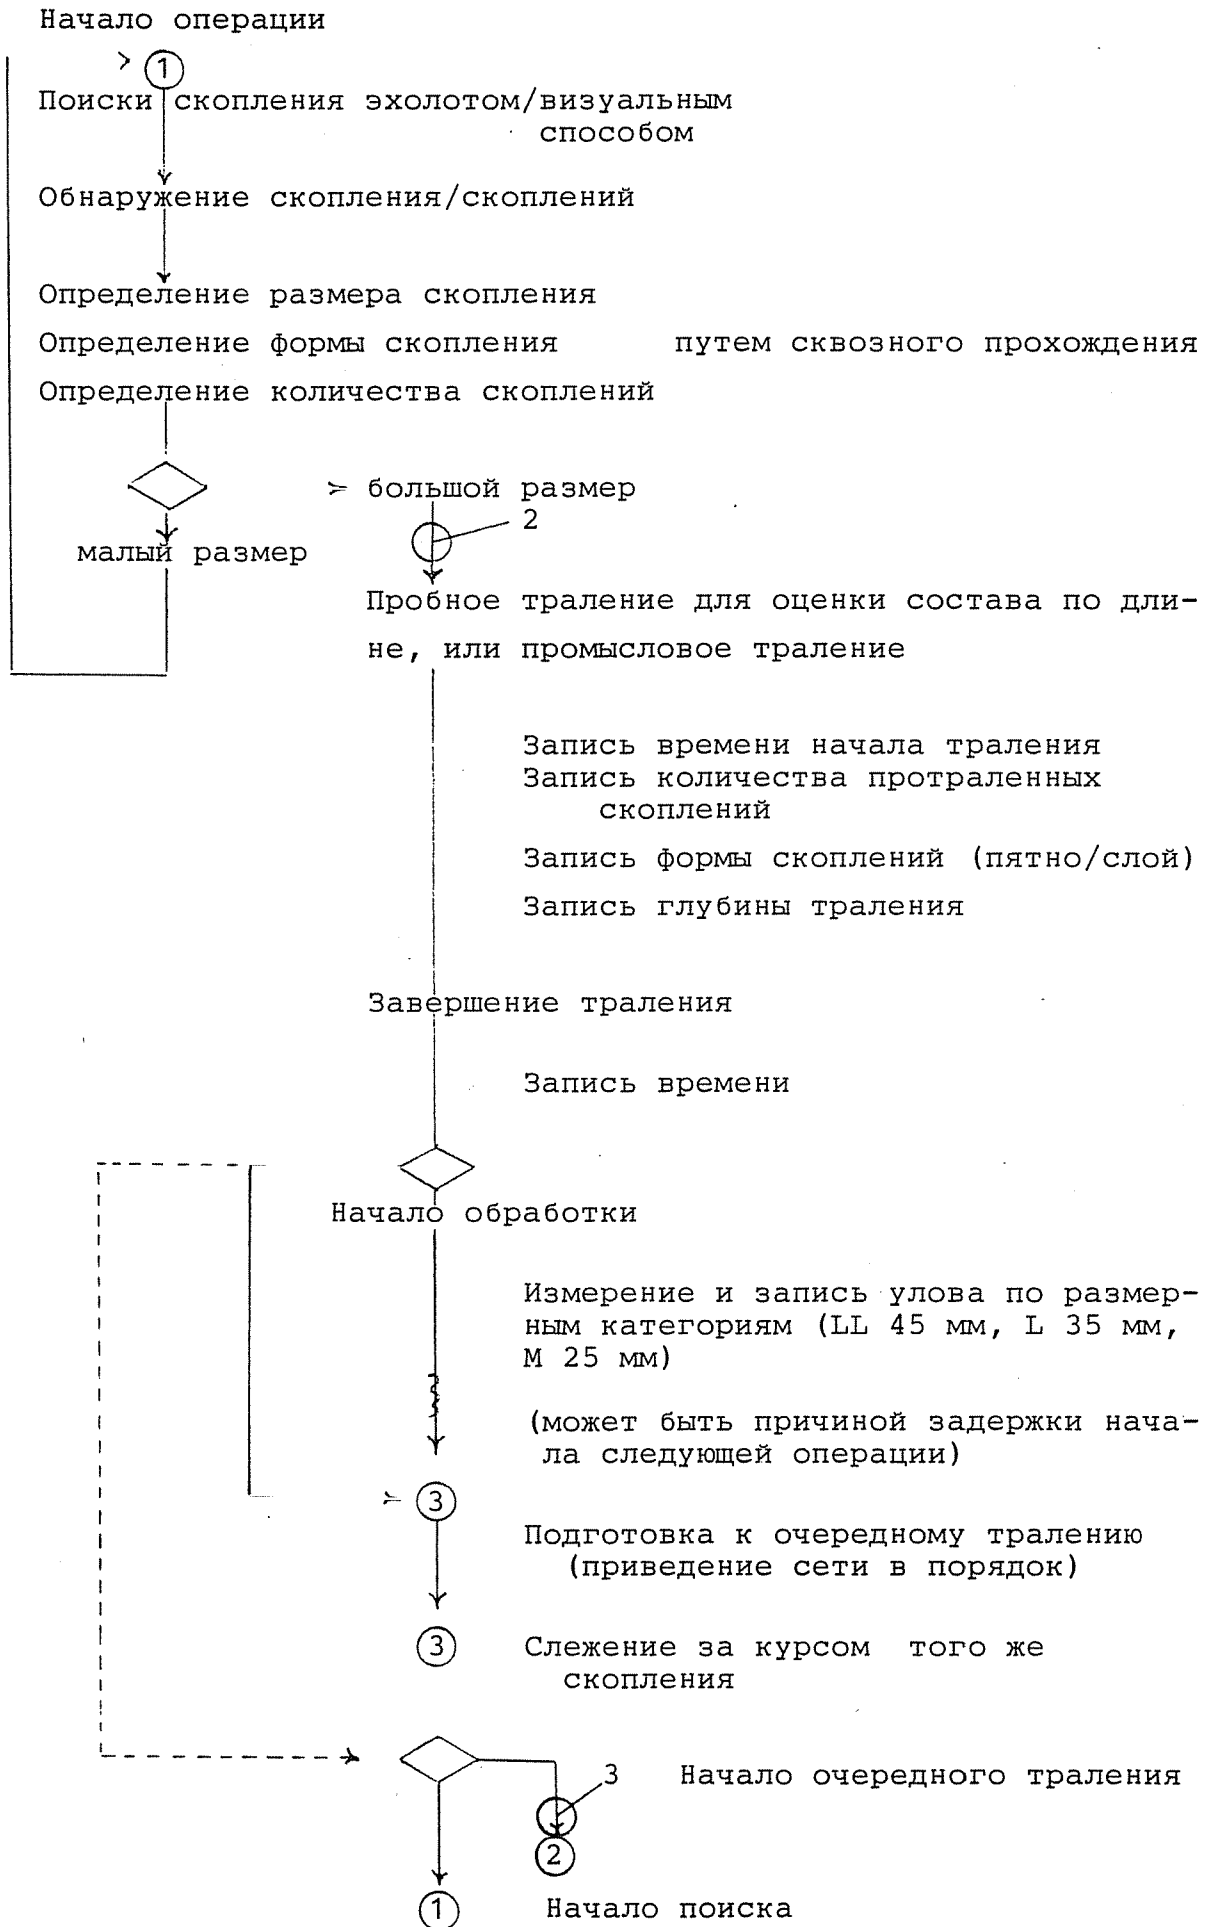 Начало операции
1
Поиски скопления эхолотом/визуальным
способом
Обнаружение скопления/скоплений
Определение размера скопления
Определение формы скопления путем сквозного прохождения
Определение количества скоплений
большой размер
2
малый размер
Пробное траление для оценки состава по дли-
не, или промысловое траление
Запись времени начала траления
Запись количества протраленных
скоплений
Запись формы скоплений (пятно/слой)
Запись глубины траления
Завершение траления
Запись времени
Начало обработки
Измерение и запись улова по размер-
ным категориям (LL 45 мм, L 35 мм,
M 25 мм)
(может быть причиной задержки нача-
ла следующей операции)
3
Подготовка к очередному тралению
(приведение сети в порядок)
3 Слежение за курсом того же
скопления
3 Начало очередного траления
2
1 Начало поиска